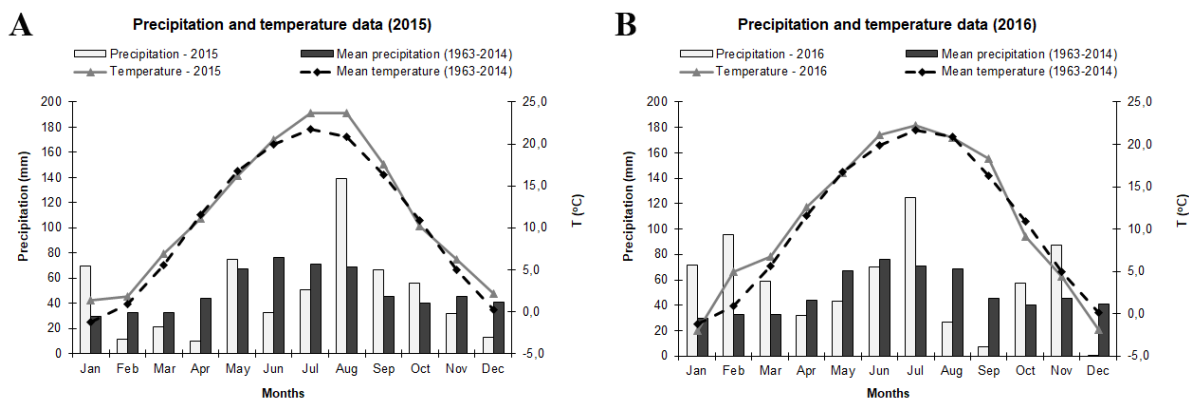 A
Precipitation and temperature data (2015)
Precipitation - 2015
Mean precipitation (1963-2014)
Temperature - 2015
Mean temperature (1963-2014)
Precipitation (mm)
200
180
160
140
120
100
80
60
40
20
0
25,0
20,0
15,0
10,0
5,0
0,0
-5,0
T (ºC)
Jan Feb Mar Apr May Jun Jul Aug Sep Oct Nov Dec
Months
B
Precipitation and temperature data (2016)
Precipitation - 2016
Mean precipitation (1963-2014)
Temperature - 2016
Mean temperature (1963-2014)
Precipitation (mm)
200
180
160
140
120
100
80
60
40
20
0
25,0
20,0
15,0
10,0
5,0
0,0
-5,0
T (ºC)
Jan Feb Mar Apr May Jun Jul Aug Sep Oct Nov Dec
Months